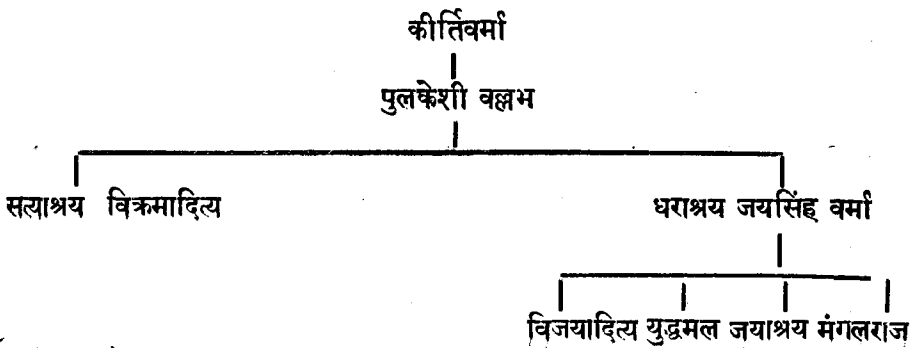 कीर्तिवर्मा
पुलकेशी वल्लभ
सत्याश्रय विक्रमादित्य धराश्रय जयसिंह वर्मा
विजयादित्य युद्धमल जयाश्रय मंगलराज